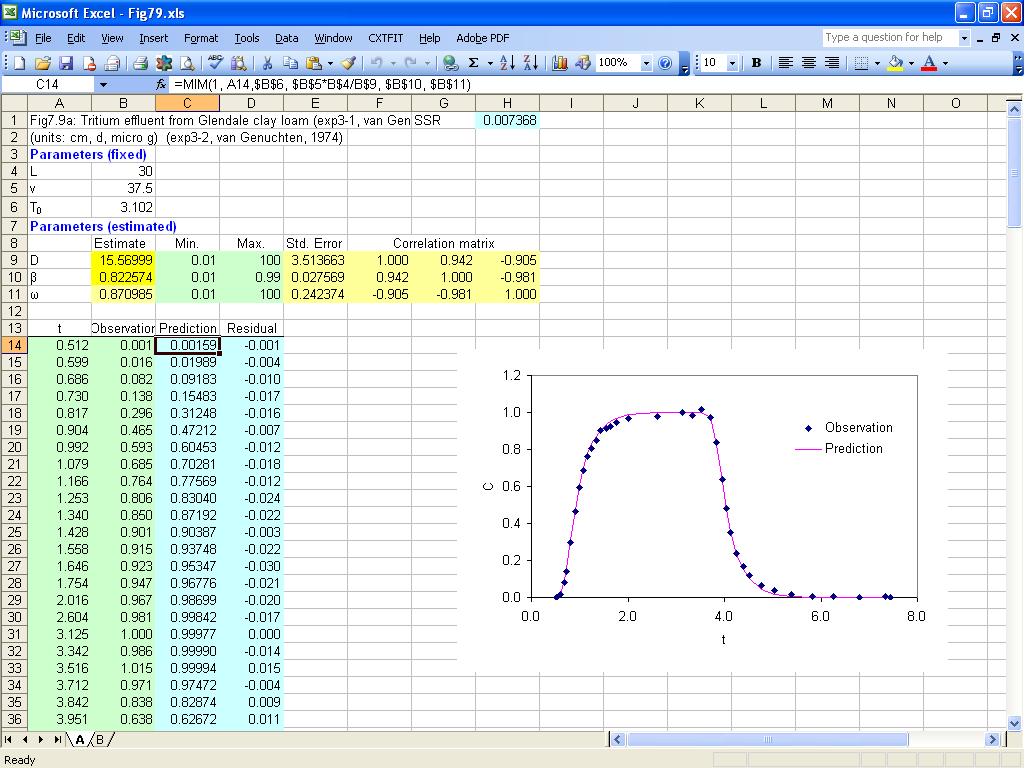 Microsoft Excel - Fig79.xls
File Edit View Insert Format Tools Data Window CXTFIT Help Adobe PDF
Type a question for help
100% 10 B
C14 fx =MIM(1, A14,$B$6, $B$5*B$4/B$9, $B$10, $B$11)
A B C D E F G H I J K L M N O
1 Fig7.9a: Tritium effluent from Glendale clay loam (exp3-1, van Gen SSR 0.007368
2 (units: cm, d, micro g) (exp3-2, van Genuchten, 1974)
3 Parameters (fixed)
4 L 30
5 v 37.5
6 T0 3.102
7 Parameters (estimated)
8 Estimate Min. Max. Std. Error Correlation matrix
9 D 15.56999 0.01 100 3.513663 1.000 0.942 -0.905
10 β 0.822574 0.01 0.99 0.027569 0.942 1.000 -0.981
11 ω 0.870985 0.01 100 0.242374 -0.905 -0.981 1.000
12
13 t Observation Prediction Residual
14 0.512 0.001 0.00159 -0.001
15 0.599 0.016 0.01989 -0.004
16 0.686 0.082 0.09183 -0.010
17 0.730 0.138 0.15483 -0.017
18 0.817 0.296 0.31248 -0.016
19 0.904 0.465 0.47212 -0.007
20 0.992 0.593 0.60453 -0.012
21 1.079 0.685 0.70281 -0.018
22 1.166 0.764 0.77569 -0.012
23 1.253 0.806 0.83040 -0.024
24 1.340 0.850 0.87192 -0.022
25 1.428 0.901 0.90387 -0.003
26 1.558 0.915 0.93748 -0.022
27 1.646 0.923 0.95347 -0.030
28 1.754 0.947 0.96776 -0.021
29 2.016 0.967 0.98699 -0.020
30 2.604 0.981 0.99842 -0.017
31 3.125 1.000 0.99977 0.000
32 3.342 0.986 0.99990 -0.014
33 3.516 1.015 0.99994 0.015
34 3.712 0.971 0.97472 -0.004
35 3.842 0.838 0.82874 0.009
36 3.951 0.638 0.62672 0.011
1.2
1.0
0.8
0.6
0.4
0.2
0.0
C
0.0 2.0 4.0 6.0 8.0
t
Observation
Prediction
A B
Ready